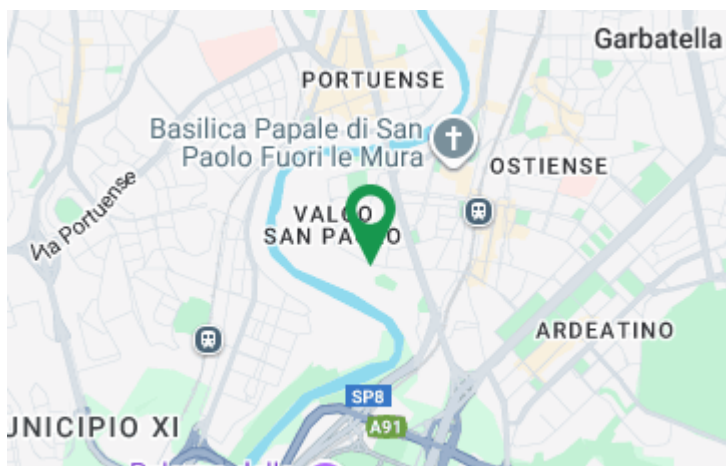 Garbatella
PORTUENSE
Basilica Papale di San
Paolo Fuori le Mura
OSTIENSE
Via Portuense
VALCO
SAN PAOLO
ARDEATINO
SP8
A91
UNICIPIO XI